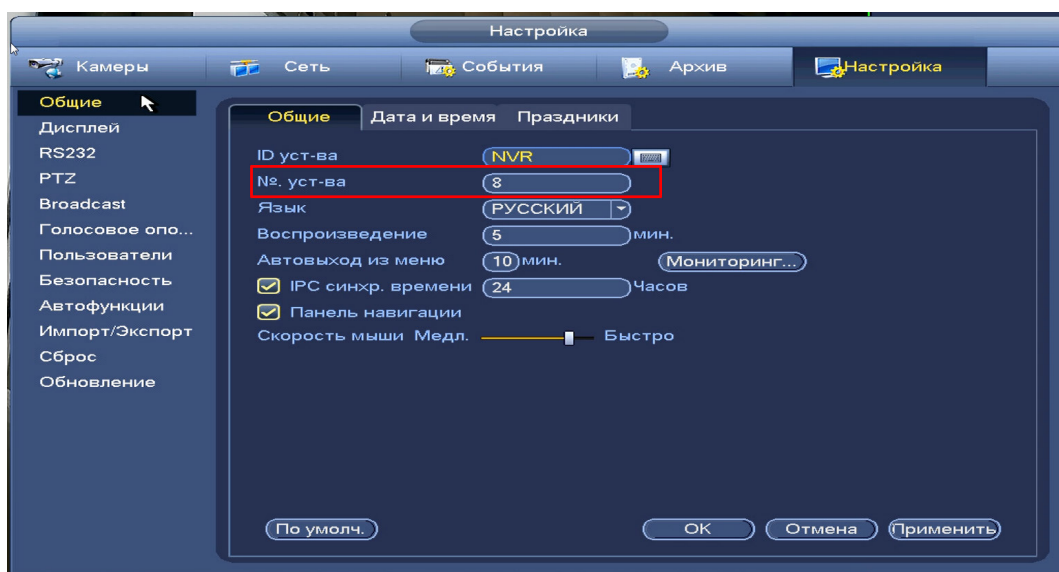 Настройка
Камеры Сеть События Архив Настройка
Общие
Дисплей
RS232
PTZ
Broadcast
Голосовое опо...
Пользователи
Безопасность
Автофункции
Импорт/Экспорт
Сброс
Обновление
Общие Дата и время Праздники
ID уст-ва NVR
№. уст-ва 8
Язык РУССКИЙ
Воспроизведение 5 мин.
Автовыход из меню 10 мин. Мониторинг...
IPC синхр. времени 24 Часов
Панель навигации
Скорость мыши Медл. Быстро
По умолч. ОК Отмена Применить